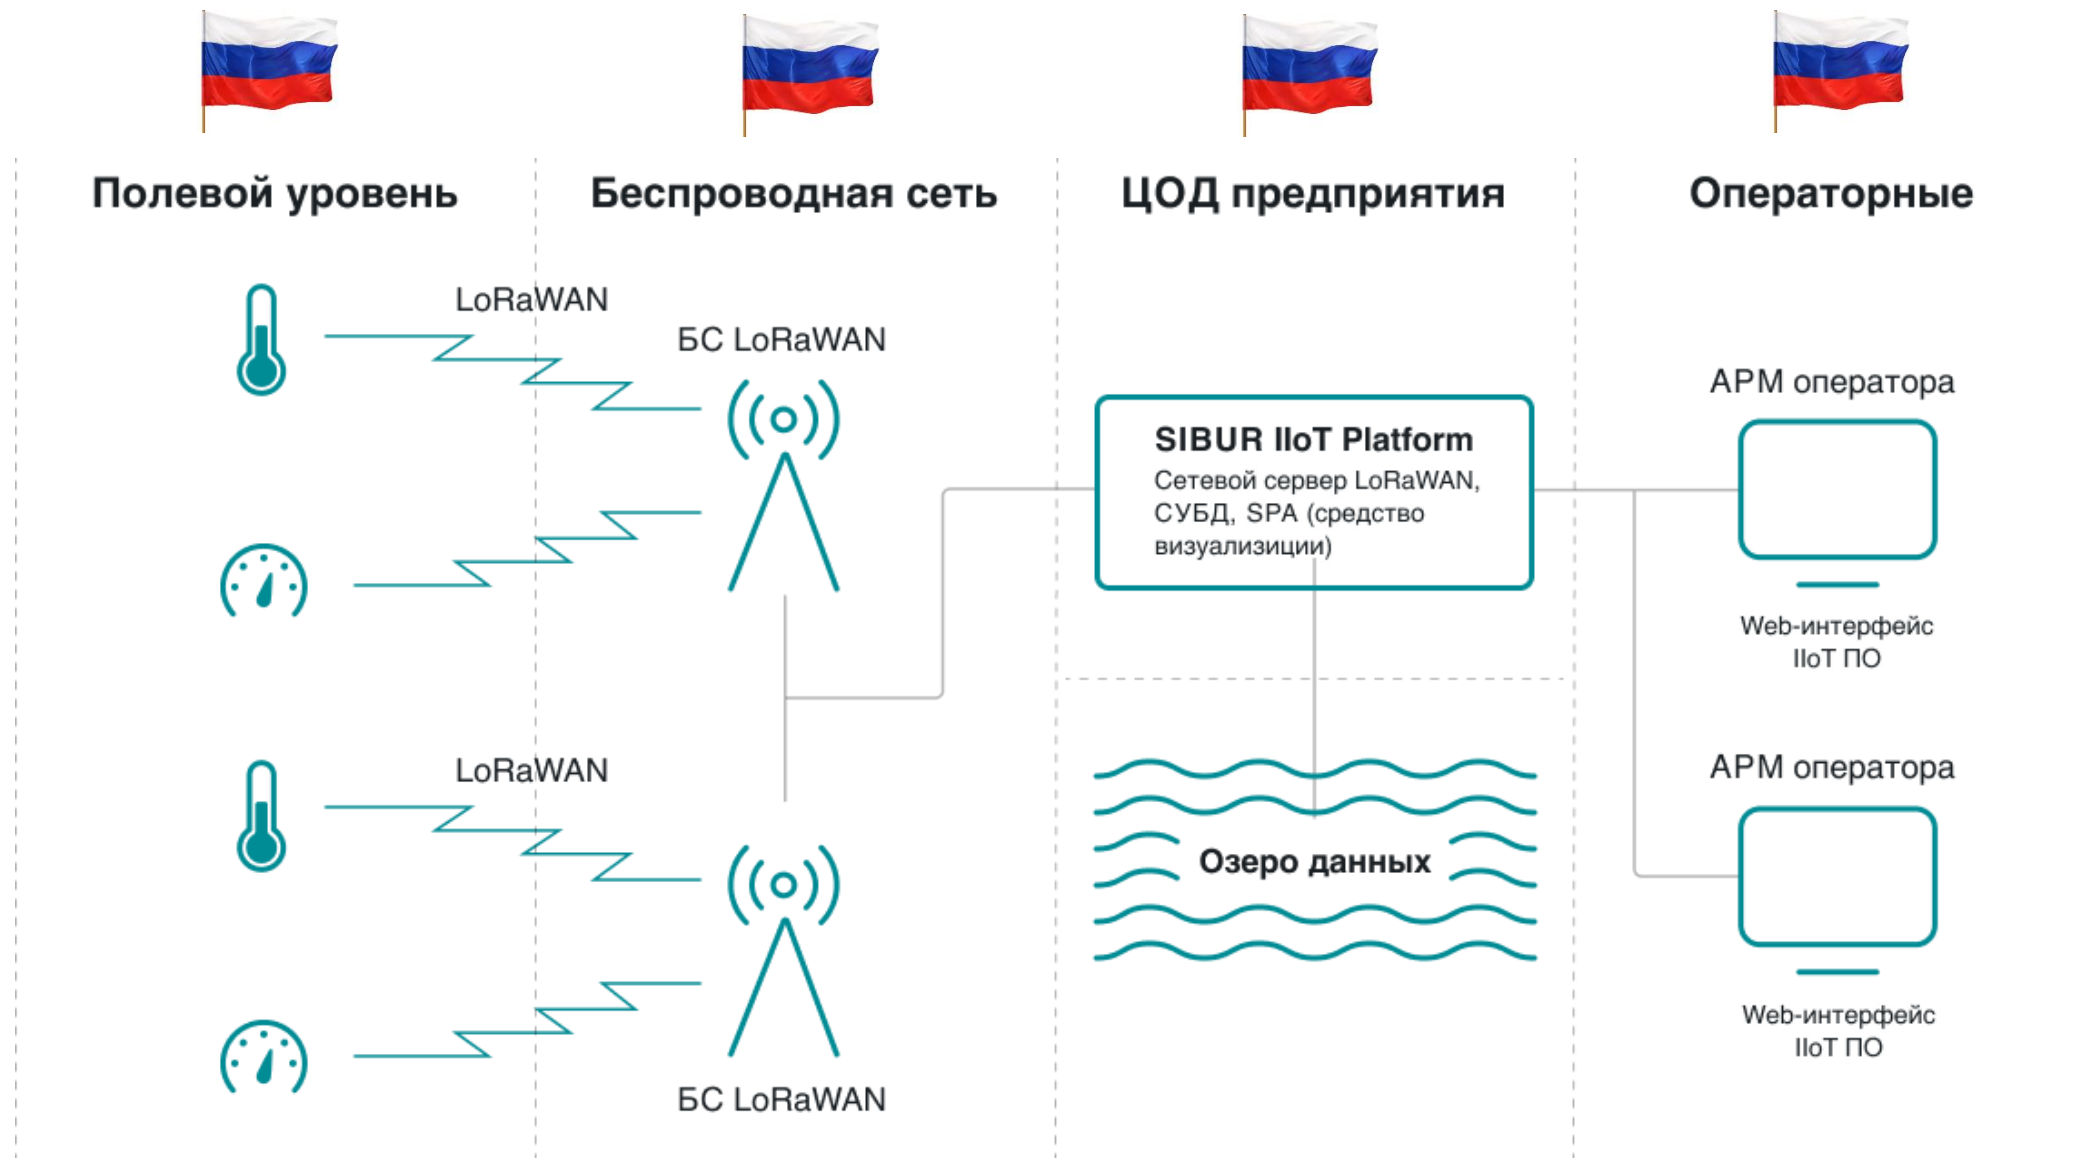 Полевой уровень
Беспроводная сеть
ЦОД предприятия
Операторные
LoRaWAN
БС LoRaWAN
SIBUR IIoT Platform
Сетевой сервер LoRaWAN,
СУБД, SPA (средство
визуализиции)
АРМ оператора
Web-интерфейс
IIoT ПО
LoRaWAN
БС LoRaWAN
Озеро данных
АРМ оператора
Web-интерфейс
IIoT ПО